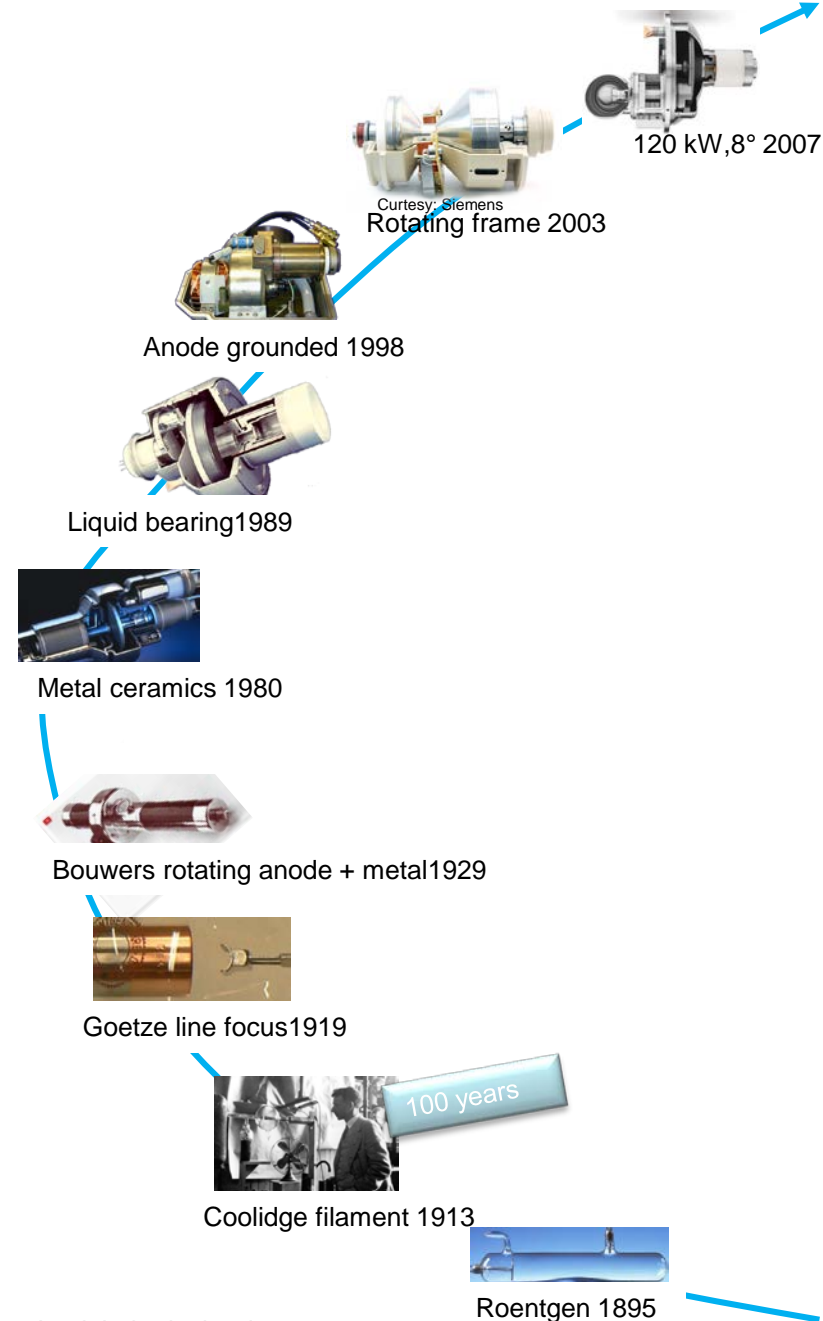 120 kW,8° 2007
Curtesy: Siemens
Rotating frame 2003
Anode grounded 1998
Liquid bearing1989
Metal ceramics 1980
Bouwers rotating anode + metal1929
Goetze line focus1919
100 years
Coolidge filament 1913
Roentgen 1895